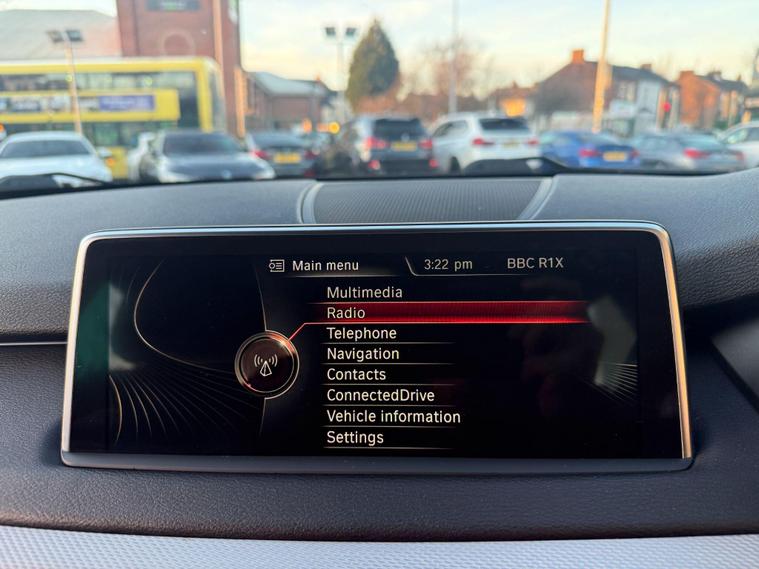 Main menu
3:22 pm
BBC R1X
Multimedia
Radio
Telephone
Navigation
Contacts
ConnectedDrive
Vehicle information
Settings